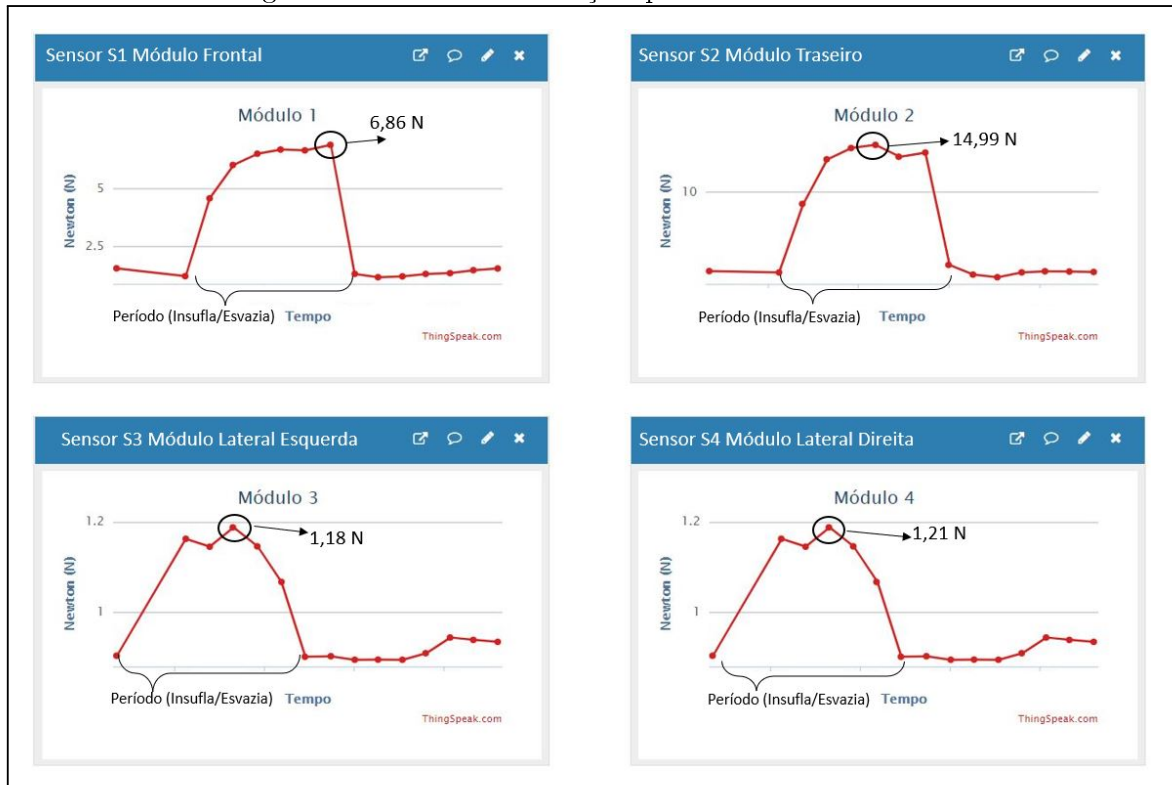 Sensor S1 Módulo Frontal
Módulo 1
6,86 N
5
2.5
Newton (N)
Período (Insufla/Esvazia) Tempo
ThingSpeak.com
Sensor S2 Módulo Traseiro
Módulo 2
14,99 N
10
Newton (N)
Período (Insufla/Esvazia) Tempo
ThingSpeak.com
Sensor S3 Módulo Lateral Esquerda
Módulo 3
1.2
1,18 N
1
Newton (N)
Período (Insufla/Esvazia) Tempo
ThingSpeak.com
Sensor S4 Módulo Lateral Direita
Módulo 4
1.2
1,21 N
1
Newton (N)
Período (Insufla/Esvazia) Tempo
ThingSpeak.com